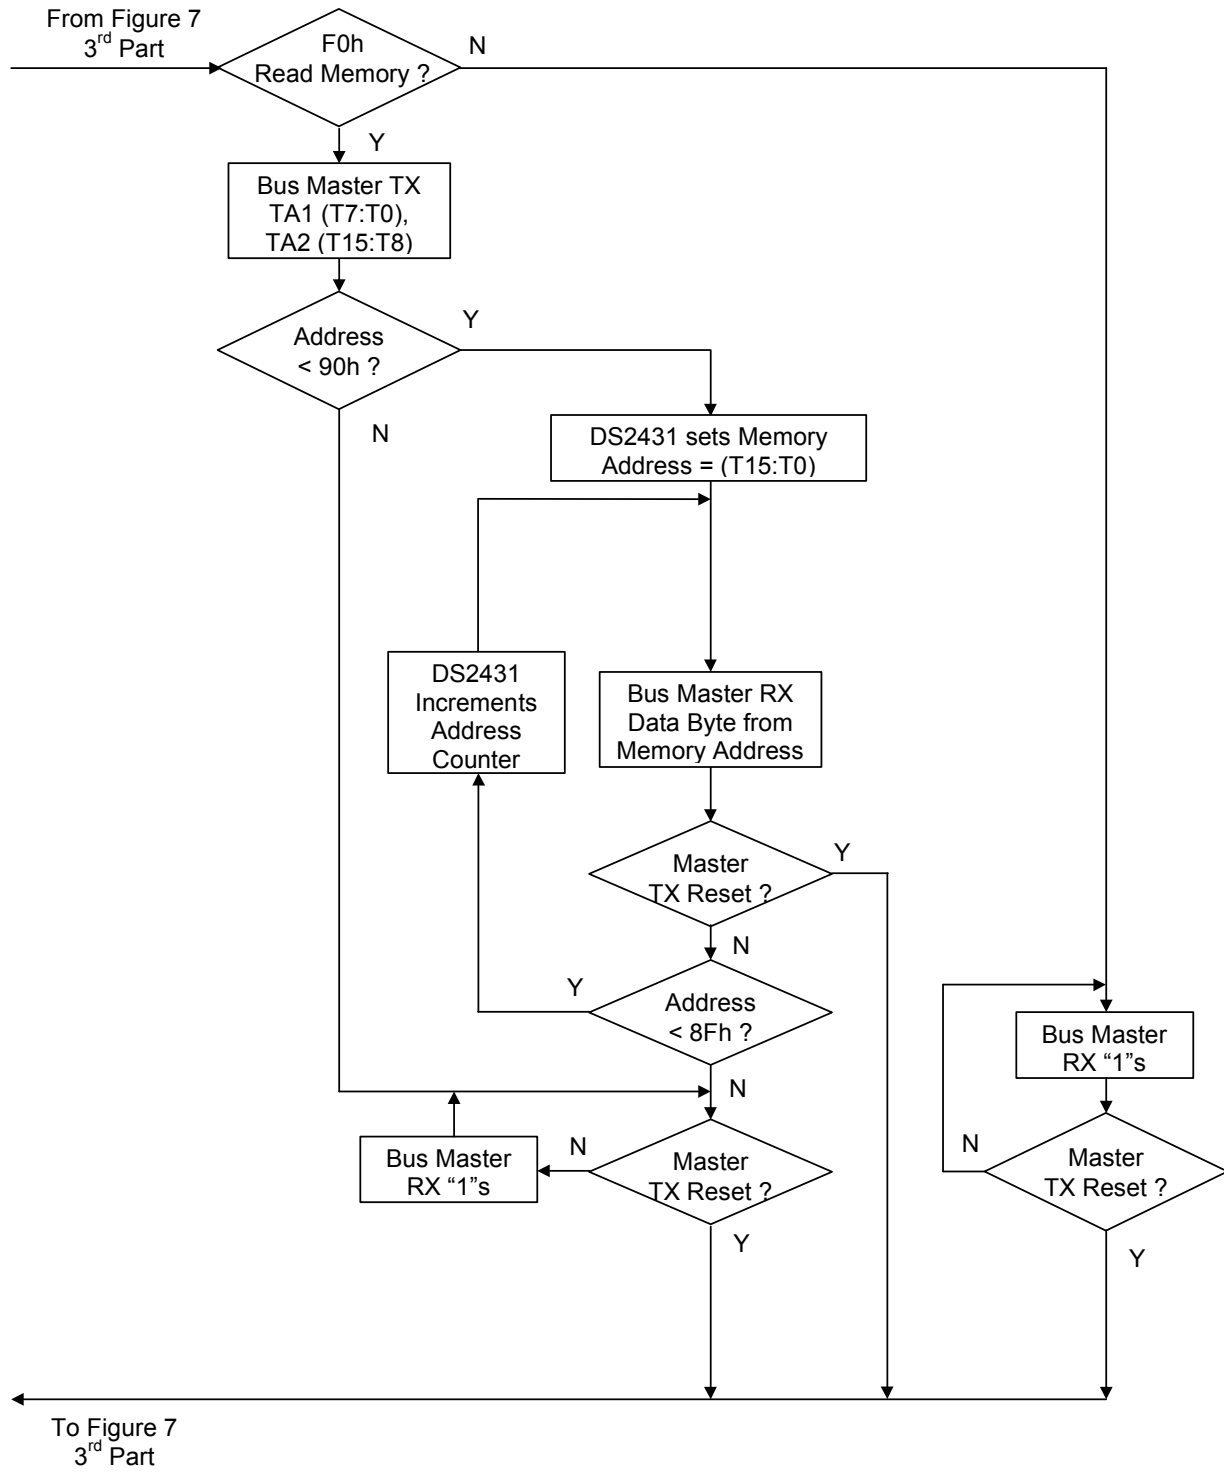 From Figure 7
3rd Part
F0h
Read Memory ?
N
Y
Bus Master TX
TA1 (T7:T0),
TA2 (T15:T8)
Address
< 90h ?
Y
N
DS2431 sets Memory
Address = (T15:T0)
DS2431
Increments
Address
Counter
Bus Master RX
Data Byte from
Memory Address
Master
TX Reset ?
Y
N
Address
< 8Fh ?
Y
N
Bus Master
RX “1”s
N
Master
TX Reset ?
Y
Bus Master
RX “1”s
N
Master
TX Reset ?
Y
To Figure 7
3rd Part